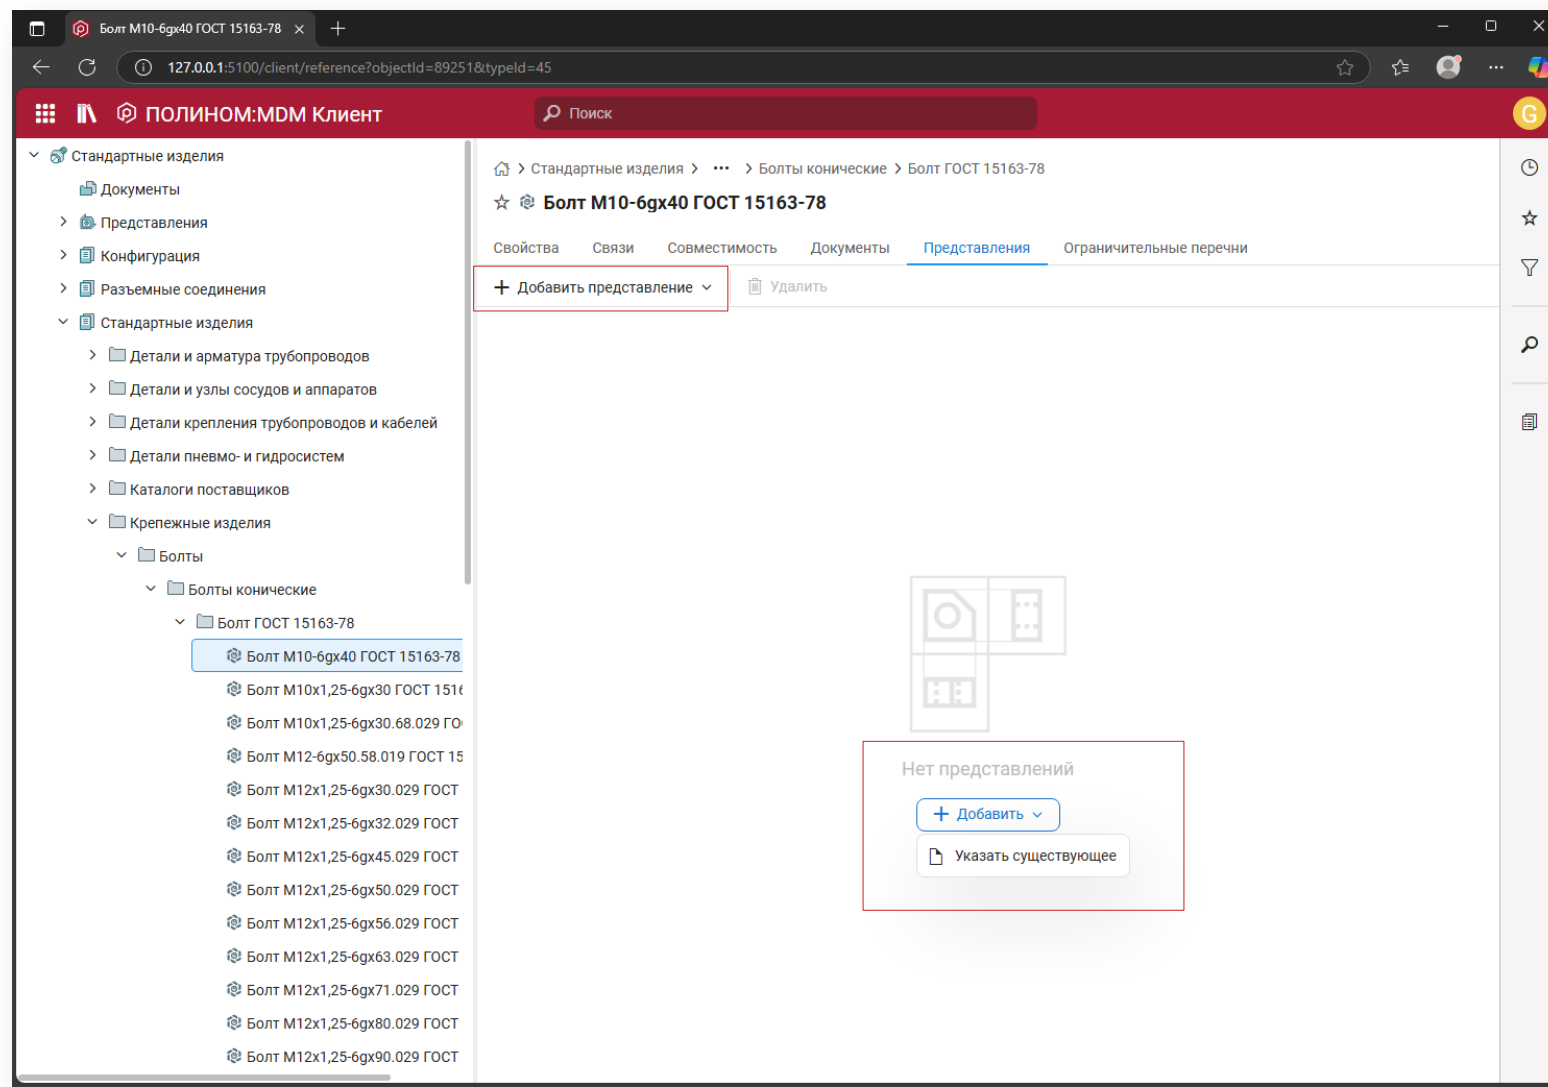 Болт М10-6gх40 ГОСТ 15163-78
127.0.0.1:5100/client/reference?objectId=89251&typeId=45
ПОЛИНОМ:MDM Клиент
Поиск
G
Стандартные изделия
Документы
Представления
Конфигурация
Разъемные соединения
Стандартные изделия
Детали и арматура трубопроводов
Детали и узлы сосудов и аппаратов
Детали крепления трубопроводов и кабелей
Детали пневмо- и гидросистем
Каталоги поставщиков
Крепежные изделия
Болты
Болты конические
Болт ГОСТ 15163-78
Болт М10-6gх40 ГОСТ 15163-78
Болт М10х1,25-6gх30 ГОСТ 1516
Болт М10х1,25-6gх30.68.029 ГО
Болт М12-6gх50.58.019 ГОСТ 15
Болт М12х1,25-6gх30.029 ГОСТ
Болт М12х1,25-6gх32.029 ГОСТ
Болт М12х1,25-6gх45.029 ГОСТ
Болт М12х1,25-6gх50.029 ГОСТ
Болт М12х1,25-6gх56.029 ГОСТ
Болт М12х1,25-6gх63.029 ГОСТ
Болт М12х1,25-6gх71.029 ГОСТ
Болт М12х1,25-6gх80.029 ГОСТ
Болт М12х1,25-6gх90.029 ГОСТ
Стандартные изделия > ··· > Болты конические > Болт ГОСТ 15163-78
Болт М10-6gх40 ГОСТ 15163-78
Свойства Связи Совместимость Документы Представления Ограничительные перечни
+ Добавить представление Удалить
Нет представлений
+ Добавить
Указать существующее